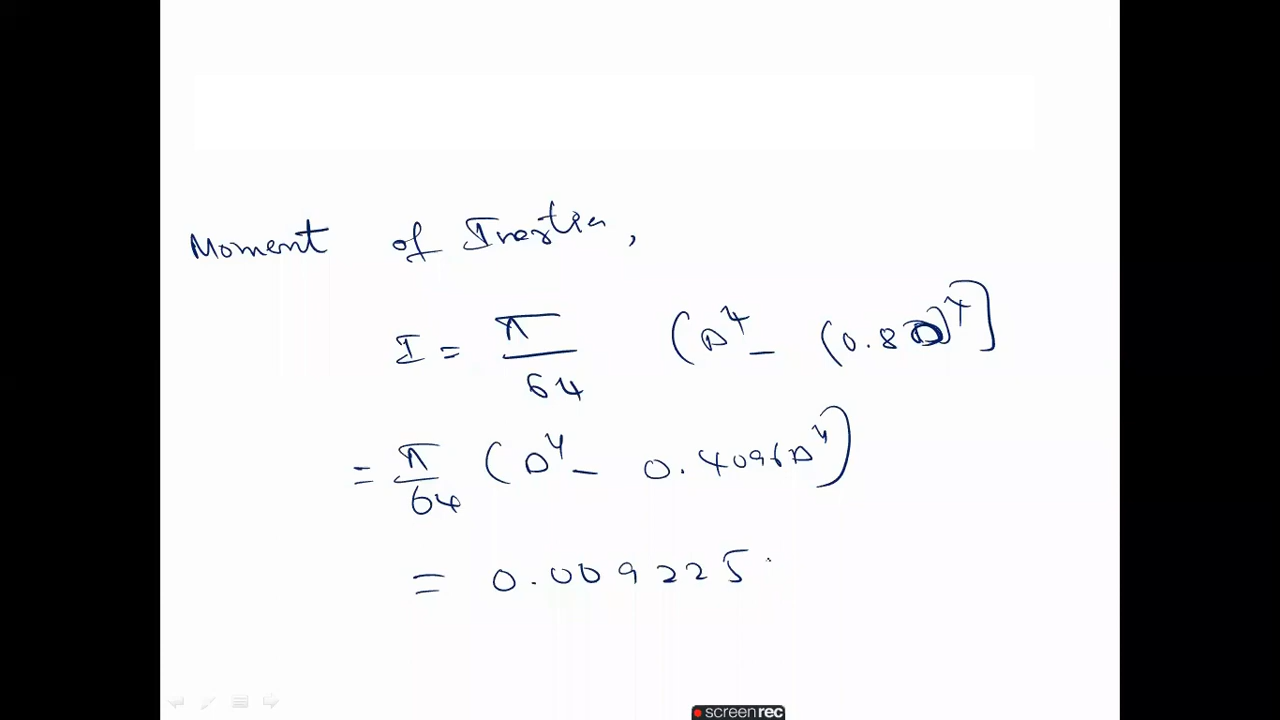 Moment of Inertia,
I = π/64 (D⁴ - (0.8D)⁴]
= π/64 (D⁴ - 0.4096D⁴)
= 0.009225
screenrec